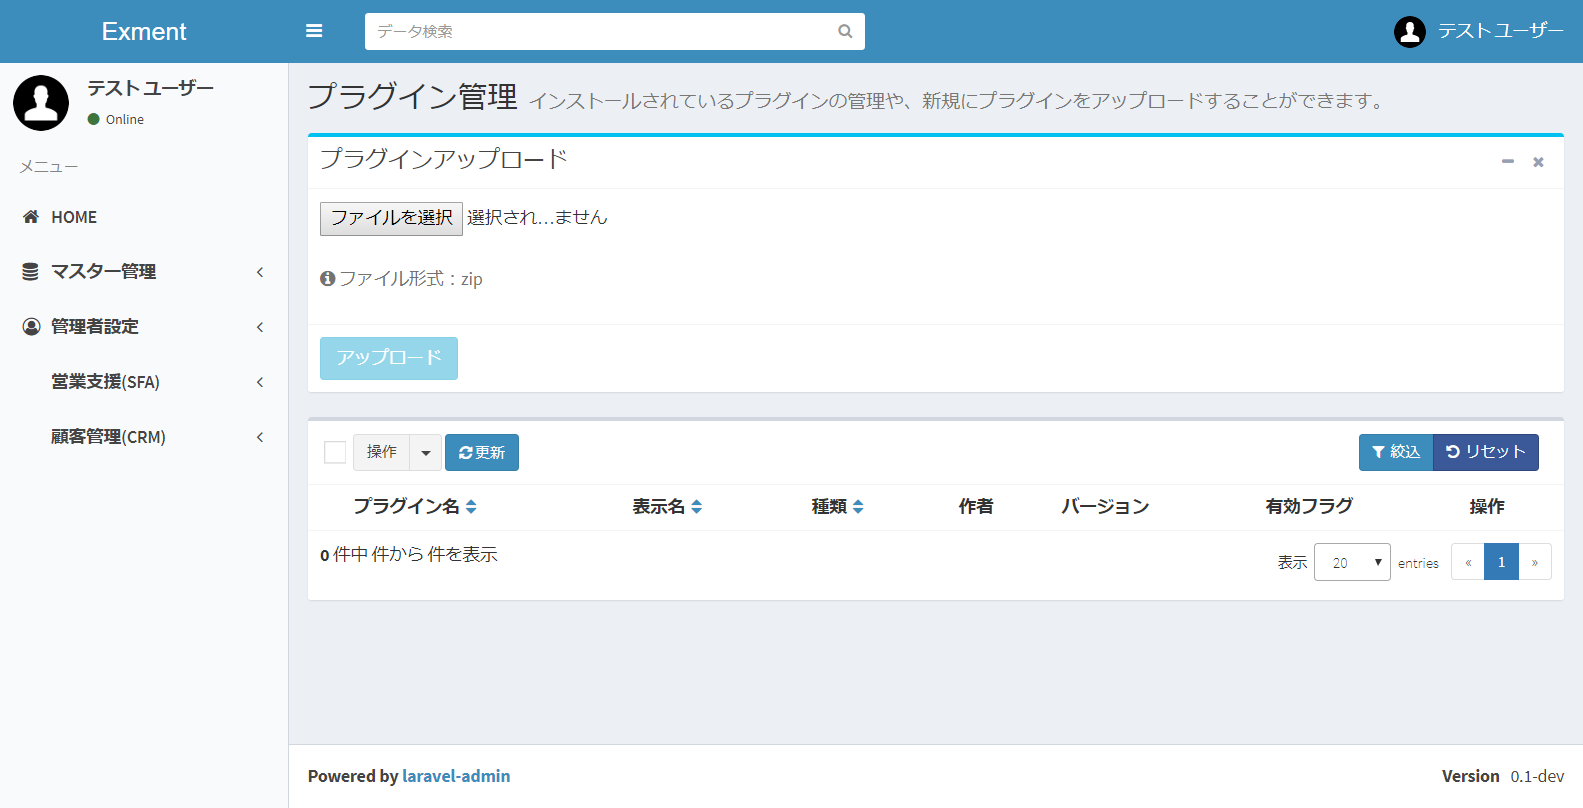 Exment
データ検索
テストユーザー
テストユーザー
Online
メニュー
HOME
マスター管理
管理者設定
営業支援(SFA)
顧客管理(CRM)
プラグイン管理 インストールされているプラグインの管理や、新規にプラグインをアップロードすることができます。
プラグインアップロード
ファイルを選択 選択され...ません
ファイル形式：zip
アップロード
操作 更新 絞込 リセット
プラグイン名 表示名 種類 作者 バージョン 有効フラグ 操作
0 件中 件から 件を表示
表示 20 entries « 1 »
Powered by laravel-admin
Version 0.1-dev